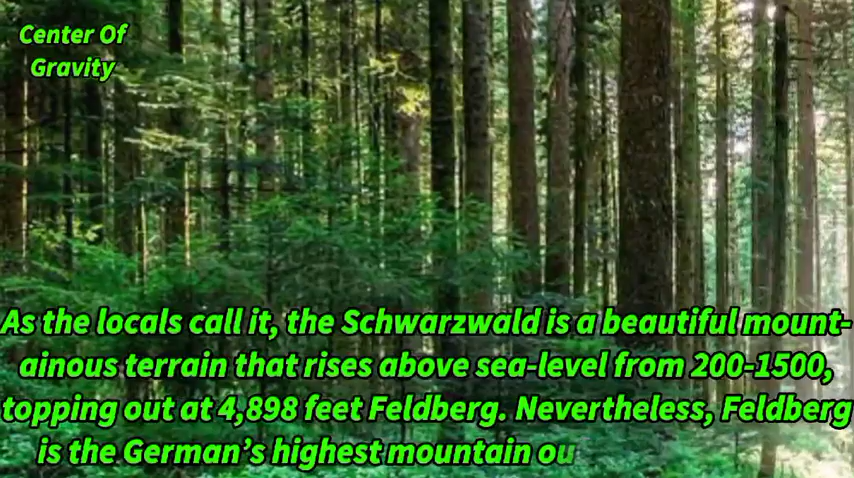 Center Of
Gravity
As the locals call it, the Schwarzwald is a beautiful mount-
ainous terrain that rises above sea-level from 200-1500,
topping out at 4,898 feet Feldberg. Nevertheless, Feldberg
is the German's highest mountain ou